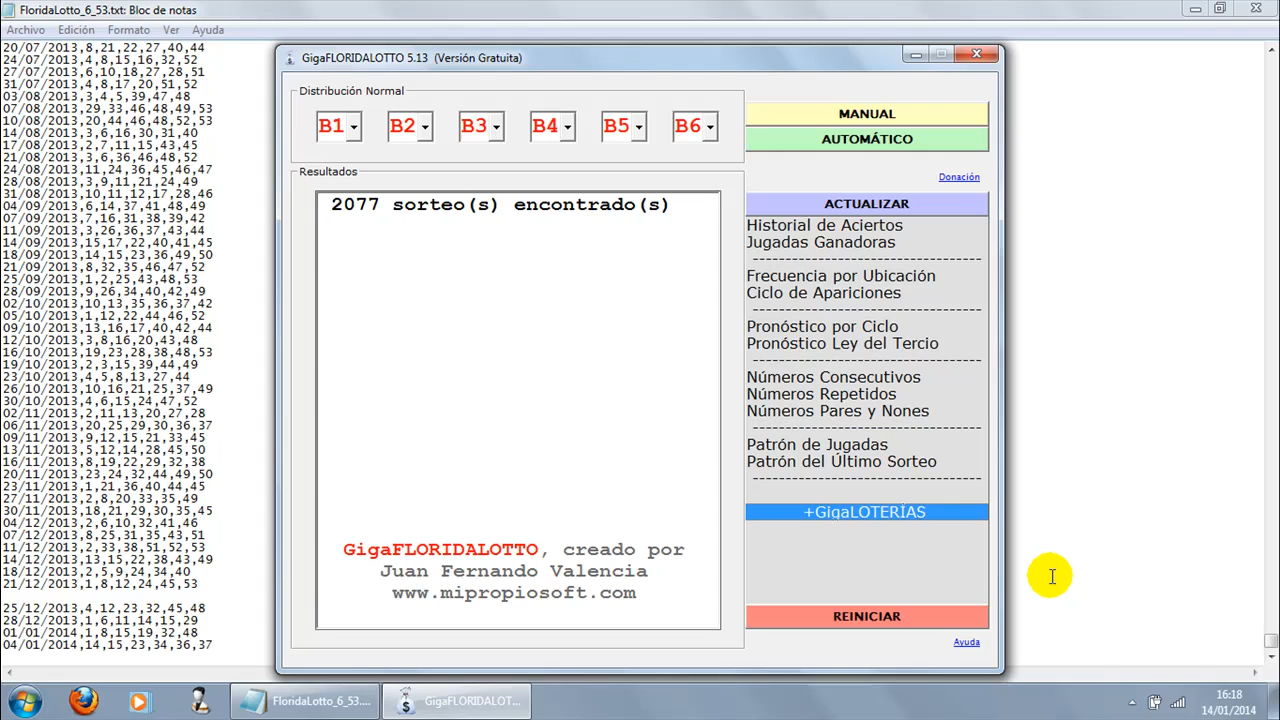 FloridaLotto_6_53.txt: Bloc de notas
Archivo Edición Formato Ver Ayuda
20/07/2013,8,21,22,27,40,44
24/07/2013,4,8,15,16,32,52
27/07/2013,6,10,18,27,28,51
31/07/2013,4,8,17,20,51,52
03/08/2013,3,4,5,39,47,48
07/08/2013,29,33,46,48,49,53
10/08/2013,20,44,46,48,52,53
14/08/2013,3,6,16,30,31,40
17/08/2013,2,7,11,15,43,45
21/08/2013,3,6,36,46,48,52
24/08/2013,11,24,36,45,46,47
28/08/2013,3,9,11,21,24,49
31/08/2013,10,11,12,17,28,46
04/09/2013,6,14,37,41,48,49
07/09/2013,7,16,31,38,39,42
11/09/2013,3,26,36,37,43,44
14/09/2013,15,17,22,40,41,45
18/09/2013,14,15,23,36,49,50
21/09/2013,8,32,35,46,47,52
25/09/2013,1,2,25,43,48,53
28/09/2013,9,26,34,40,42,49
02/10/2013,10,13,35,36,37,42
05/10/2013,1,12,22,44,46,52
09/10/2013,13,16,17,40,42,44
12/10/2013,3,8,16,20,43,48
16/10/2013,19,23,28,38,48,53
19/10/2013,2,3,15,39,44,49
23/10/2013,4,5,8,13,27,44
26/10/2013,10,16,21,25,37,49
30/10/2013,4,6,15,24,47,52
02/11/2013,2,11,13,20,27,28
06/11/2013,20,25,29,30,36,37
09/11/2013,9,12,15,21,33,45
13/11/2013,5,12,14,28,45,50
16/11/2013,8,19,22,29,32,38
20/11/2013,23,24,32,44,49,50
23/11/2013,1,21,36,40,44,45
27/11/2013,2,8,20,33,35,49
30/11/2013,18,21,29,30,35,45
04/12/2013,2,6,10,32,41,46
07/12/2013,8,25,31,35,43,51
11/12/2013,2,33,38,51,52,53
14/12/2013,13,22,35,38,43,49
18/12/2013,2,5,9,24,34,40
21/12/2013,1,8,12,24,45,53
25/12/2013,4,12,23,32,45,48
28/12/2013,1,6,11,14,15,29
01/01/2014,1,8,15,19,32,48
04/01/2014,14,15,23,34,36,37
GigaFLORIDALOTTO 5.13 (Versión Gratuita)
Distribución Normal
B1 B2 B3 B4 B5 B6
Resultados
2077 sorteo(s) encontrado(s)
GigaFLORIDALOTTO, creado por
Juan Fernando Valencia
www.mipropiosoft.com
MANUAL
AUTOMÁTICO
Donación
ACTUALIZAR
Historial de Aciertos
Jugadas Ganadoras
------------------------------
Frecuencia por Ubicación
Ciclo de Apariciones
------------------------------
Pronóstico por Ciclo
Pronóstico Ley del Tercio
------------------------------
Números Consecutivos
Números Repetidos
Números Pares y Nones
------------------------------
Patrón de Jugadas
Patrón del Último Sorteo
------------------------------
+GigaLOTERÍAS
REINICIAR
Ayuda
FloridaLotto_6_53.... GigaFLORIDALOT...
16:18
14/01/2014